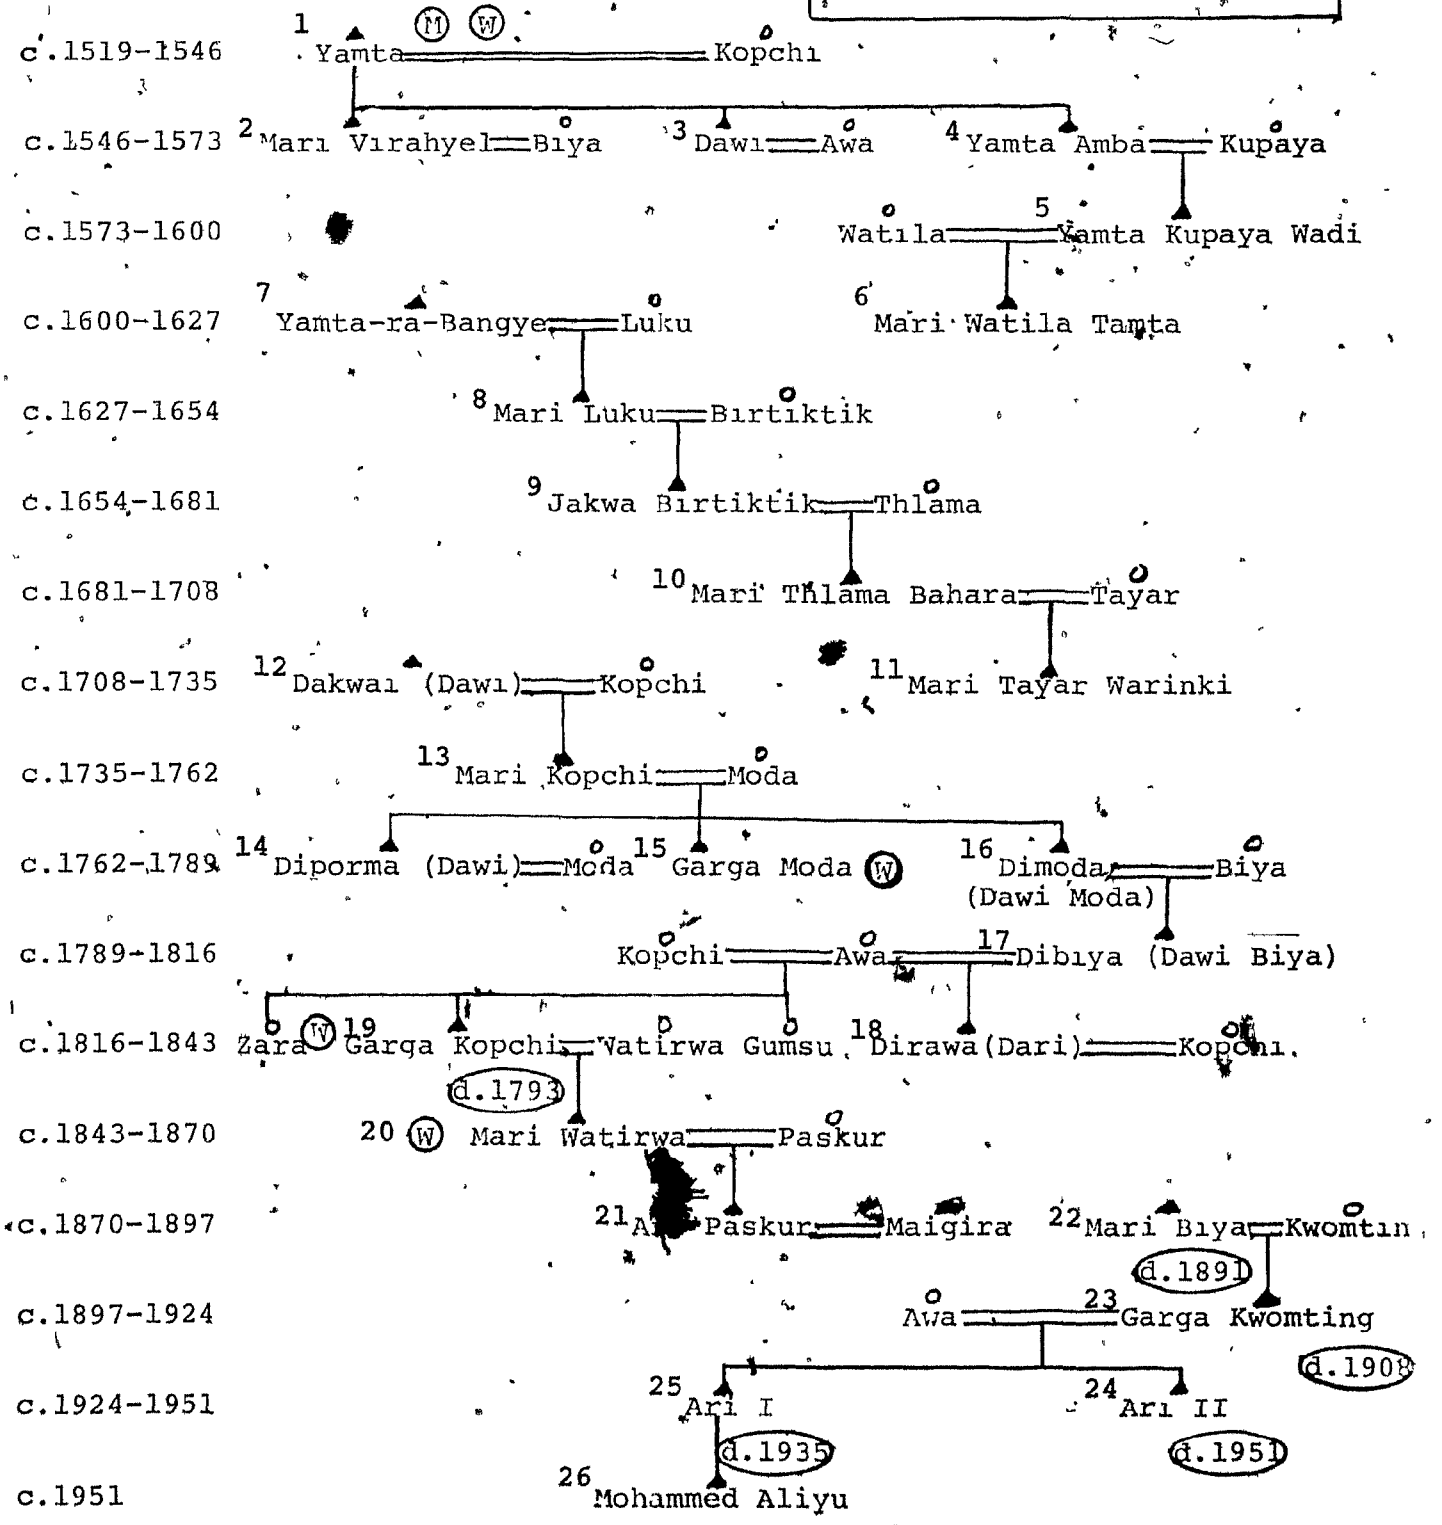 1 M W
c.1519-1546 Yamta Kopchi
c.1546-1573 2 Mari Virahyel Biya 3 Dawi Awa 4 Yamta Amba Kupaya
c.1573-1600 Watila 5 Yamta Kupaya Wadi
c.1600-1627 7 Yamta-ra-Bangye Luku 6 Mari Watila Tamta
c.1627-1654 8 Mari Luku Birtiktik
c.1654-1681 9 Jakwa Birtiktik Thlama
c.1681-1708 10 Mari Thlama Bahara Tayar
c.1708-1735 12 Dakwai (Dawi) Kopchi 11 Mari Tayar Warinki
c.1735-1762 13 Mari Kopchi Moda
c.1762-1789 14 Diporma (Dawi) Moda 15 Garga Moda W 16 Dimoda Biya
(Dawi Moda)
c.1789-1816 Kopchi Awa 17 Dibiya (Dawi Biya)
c.1816-1843 Zara W 19 Garga Kopchi Watirwa Gumsu 18 Dirawa(Dari) Kopchi
d.1793
c.1843-1870 20 W Mari Watirwa Paskur
c.1870-1897 21 Paskur Maigira 22 Mari Biya Kwomtin
d.1891
c.1897-1924 Awa 23 Garga Kwomting
d.1908
c.1924-1951 25 Ari I 24 Ari II
d.1935 d.1951
c.1951 26 Mohammed Aliyu